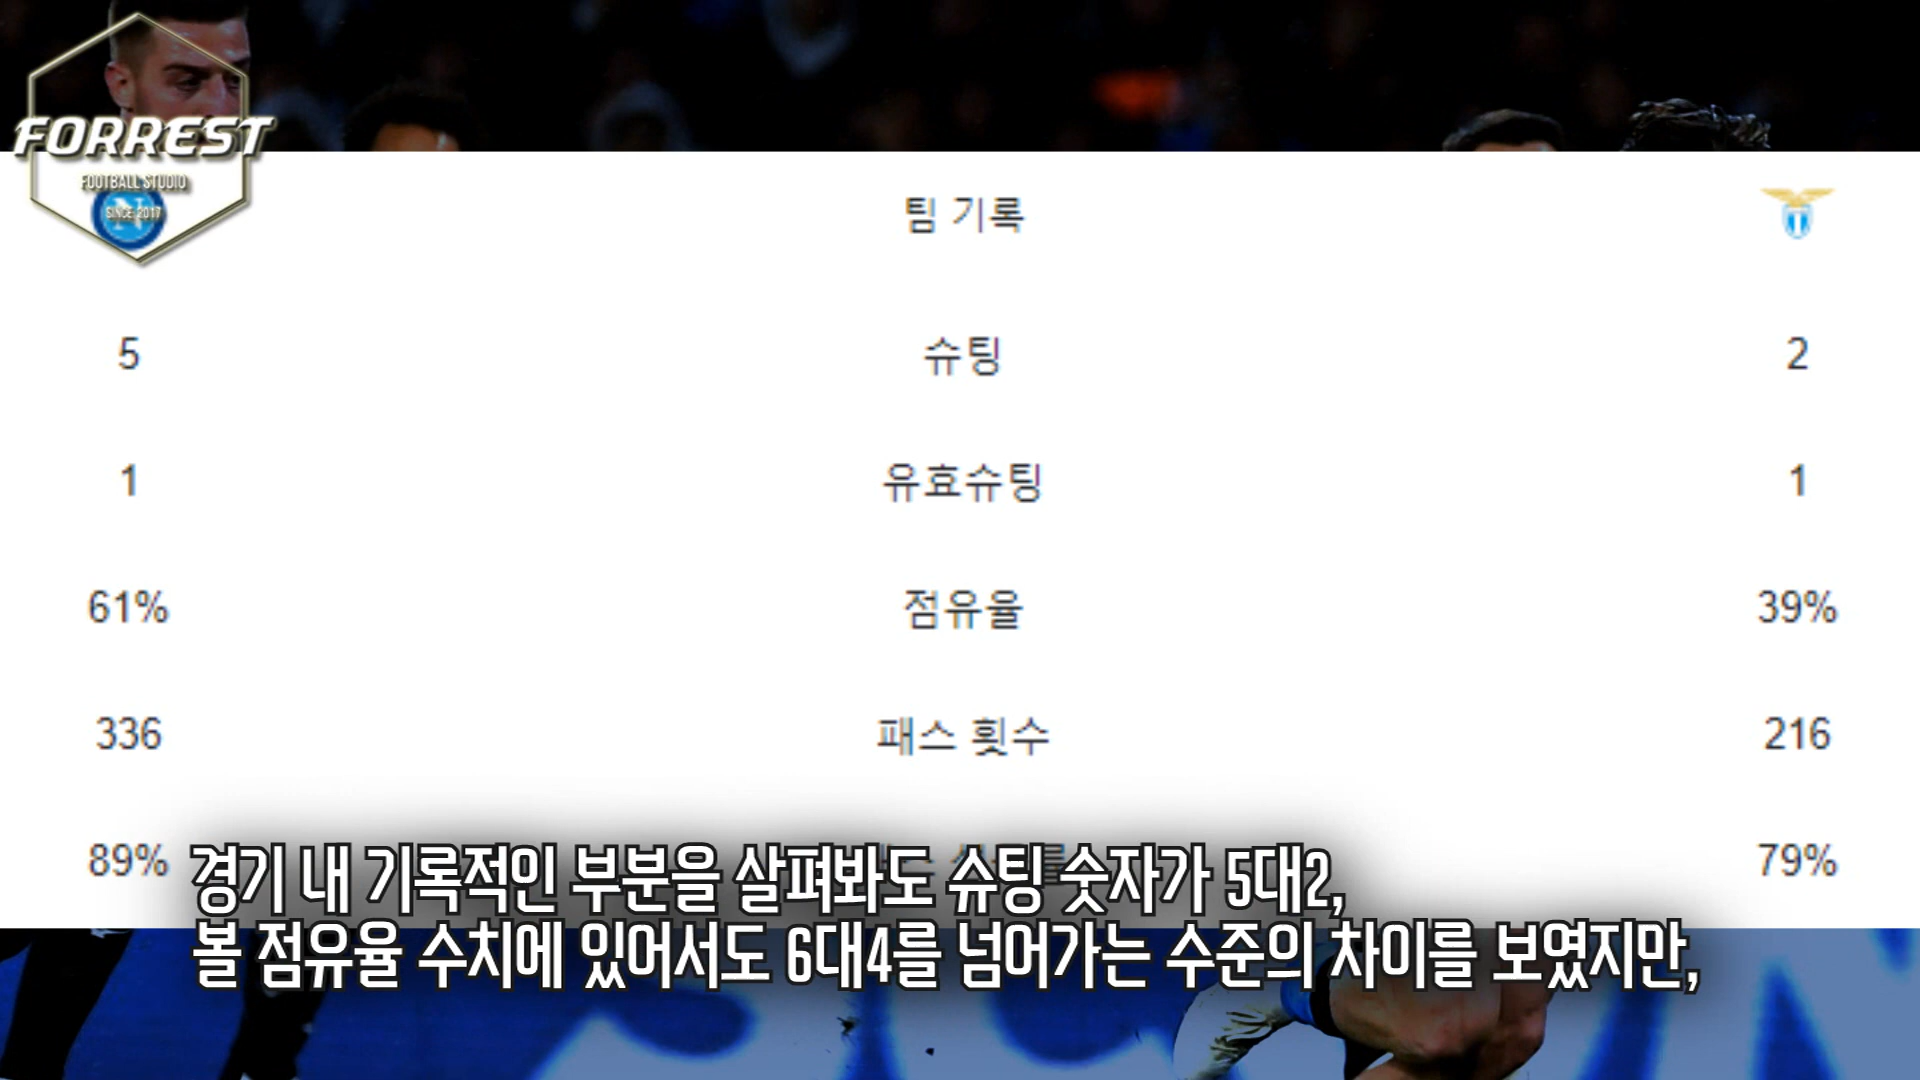 FORREST
FOOTBALL STUDIO
SINCE 2017
팀 기록
5 슈팅 2
1 유효슈팅 1
61% 점유율 39%
336 패스 횟수 216
89% 79%
경기 내 기록적인 부분을 살펴봐도 슈팅 숫자가 5대2,
볼 점유율 수치에 있어서도 6대4를 넘어가는 수준의 차이를 보였지만,